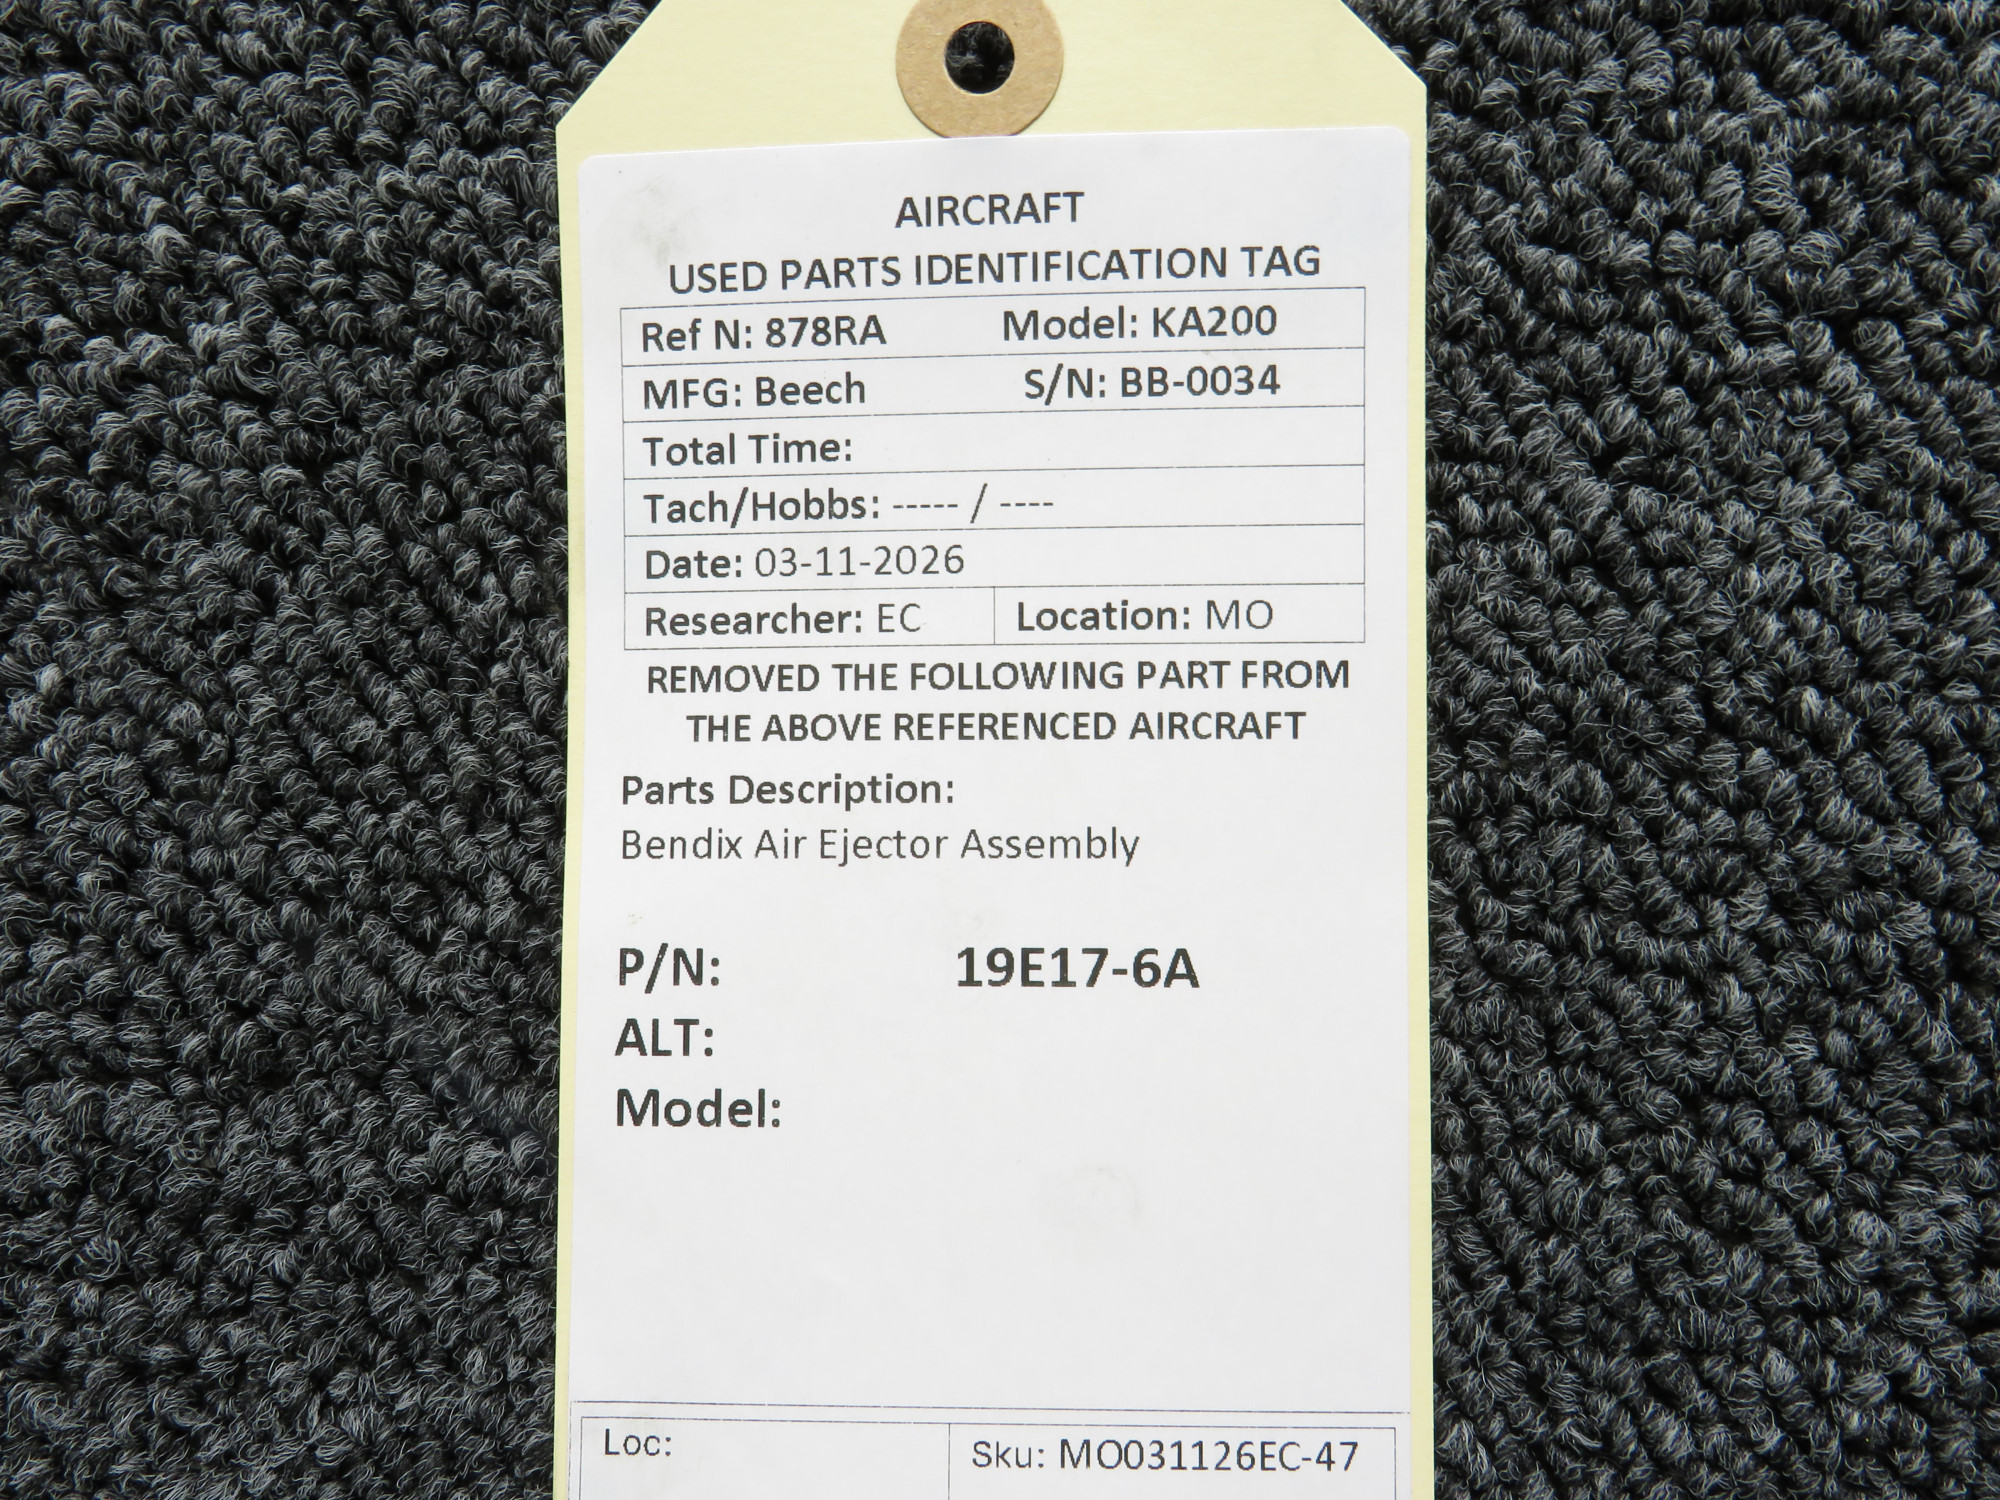 AIRCRAFT
USED PARTS IDENTIFICATION TAG
Ref N: 878RA Model: KA200
MFG: Beech S/N: BB-0034
Total Time:
Tach/Hobbs: ----- / ----
Date: 03-11-2026
Researcher: EC Location: MO
REMOVED THE FOLLOWING PART FROM
THE ABOVE REFERENCED AIRCRAFT
Parts Description:
Bendix Air Ejector Assembly
P/N: 19E17-6A
ALT:
Model:
Loc: Sku: MO031126EC-47